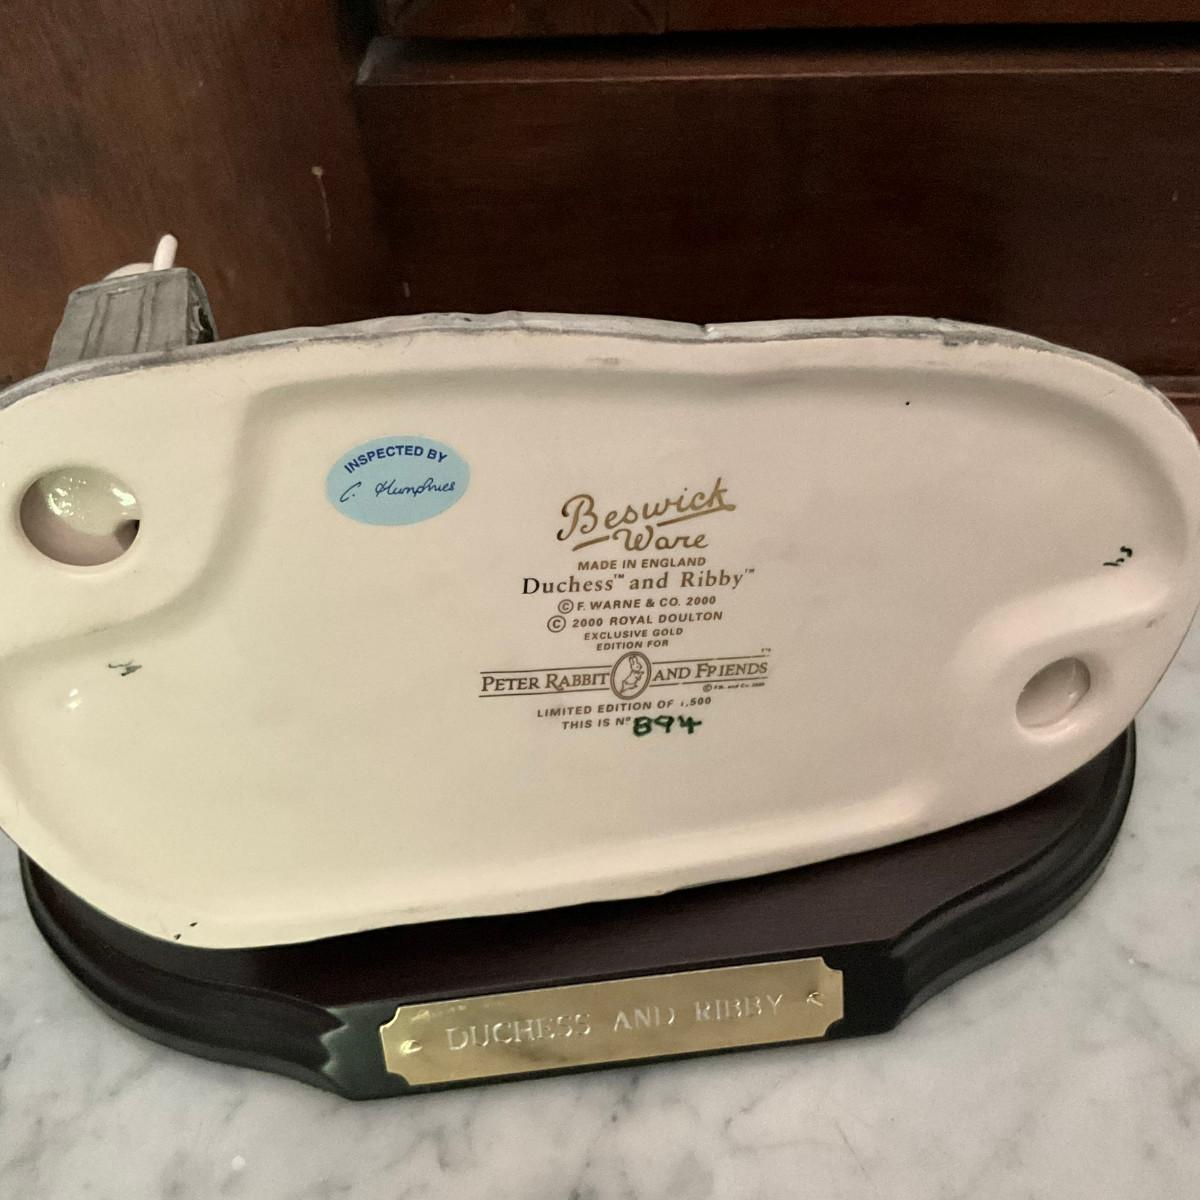 INSPECTED BY
C. Humphries
Beswick
Ware
MADE IN ENGLAND
Duchess™ and Ribby™
© F. WARNE & CO. 2000
© 2000 ROYAL DOULTON
EXCLUSIVE GOLD
EDITION FOR
PETER RABBIT AND FRIENDS™
LIMITED EDITION OF 1,500
THIS IS Nº 894
DUCHESS AND RIBBY